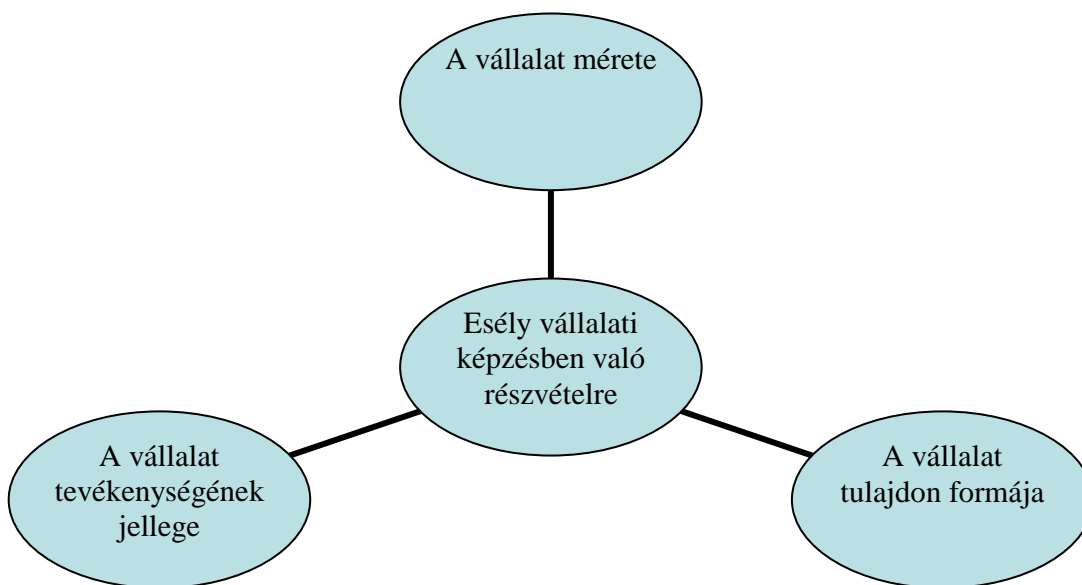 A vállalat mérete
Esély vállalati
képzésben való
részvételre
A vállalat
tevékenységének
jellege
A vállalat
tulajdon formája